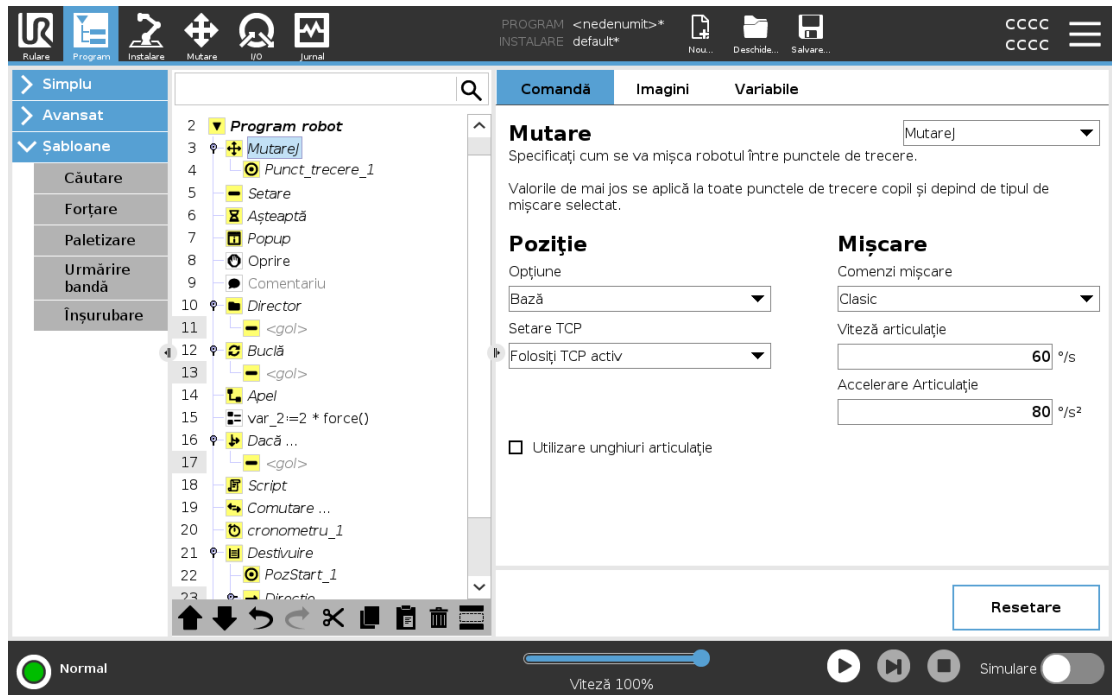 Rulare
Program
Instalare
Mutare
I/O
Jurnal
PROGRAM <nedenumit>*
INSTALARE default*
Nou...
Deschide...
Salvare...
CCCC
CCCC
Simplu
Avansat
Șabloane
Căutare
Forțare
Paletizare
Urmărire
bandă
Înșurubare
2 Program robot
3 MutareJ
4 Punct_trecere_1
5 Setare
6 Așteaptă
7 Popup
8 Oprire
9 Comentariu
10 Director
11 <gol>
12 Buclă
13 <gol>
14 Apel
15 var_2:=2 * force()
16 Dacă ...
17 <gol>
18 Script
19 Comutare ...
20 cronometru_1
21 Destivuire
22 PozStart_1
23 Direcție
Comandă
Imagini
Variabile
Mutare
MutareJ
Specificați cum se va mișca robotul între punctele de trecere.
Valorile de mai jos se aplică la toate punctele de trecere copil și depind de tipul de
mișcare selectat.
Poziție
Opțiune
Bază
Setare TCP
Folosiți TCP activ
Utilizare unghiuri articulație
Mișcare
Comenzi mișcare
Clasic
Viteză articulație
60 °/s
Accelerare Articulație
80 °/s²
Resetare
Normal
Viteză 100%
Simulare